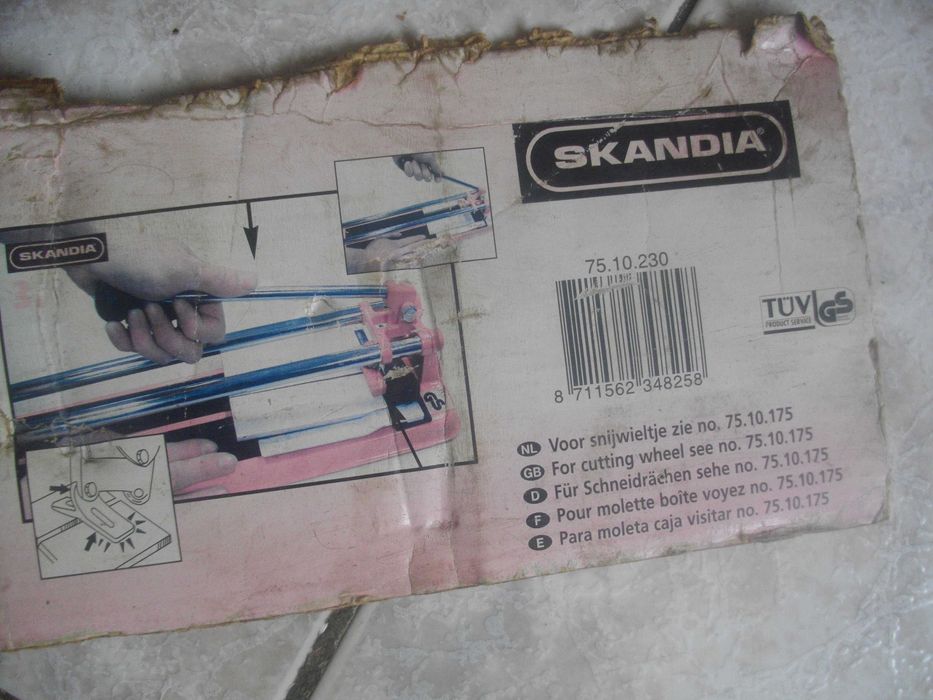 SKANDIA®
SKANDIA
75.10.230
8 711562 348258
TÜV
PRODUCT SERVICE
GS
NL Voor snijwieltje zie no. 75.10.175
GB For cutting wheel see no. 75.10.175
D Für Schneidrächen sehe no. 75.10.175
F Pour molette boîte voyez no. 75.10.175
E Para moleta caja visitar no. 75.10.175